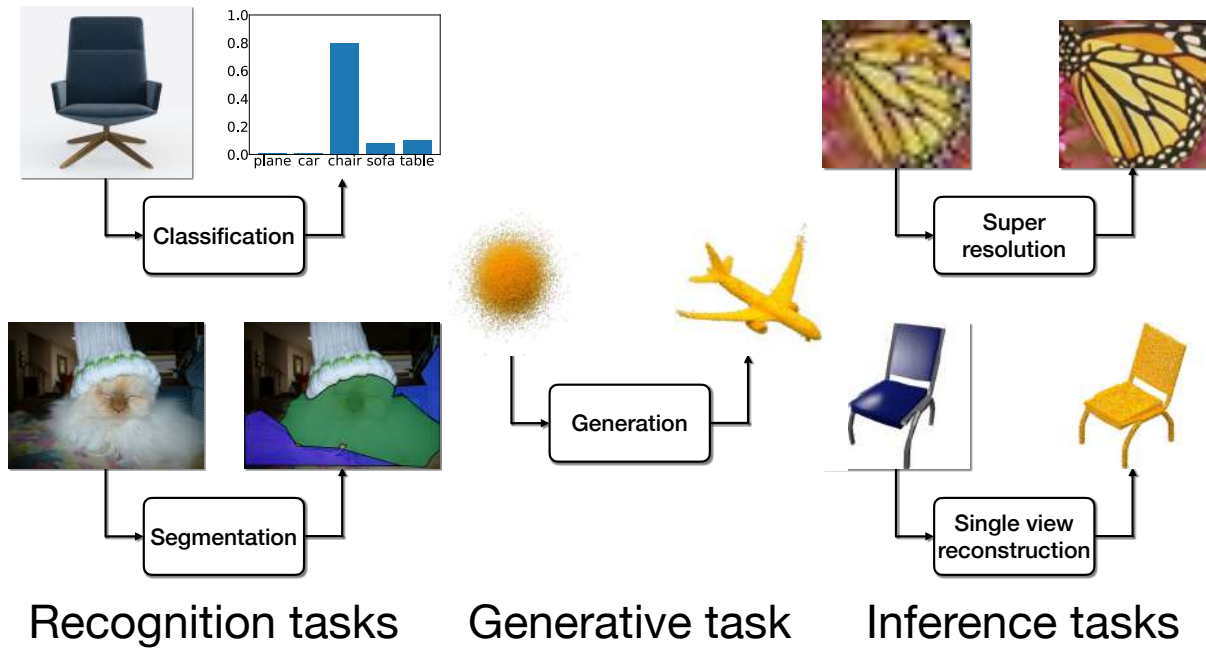 1.0
0.8
0.6
0.4
0.2
0.0
plane car chair sofa table
Classification
Segmentation
Recognition tasks
Generation
Generative task
Super
resolution
Single view
reconstruction
Inference tasks